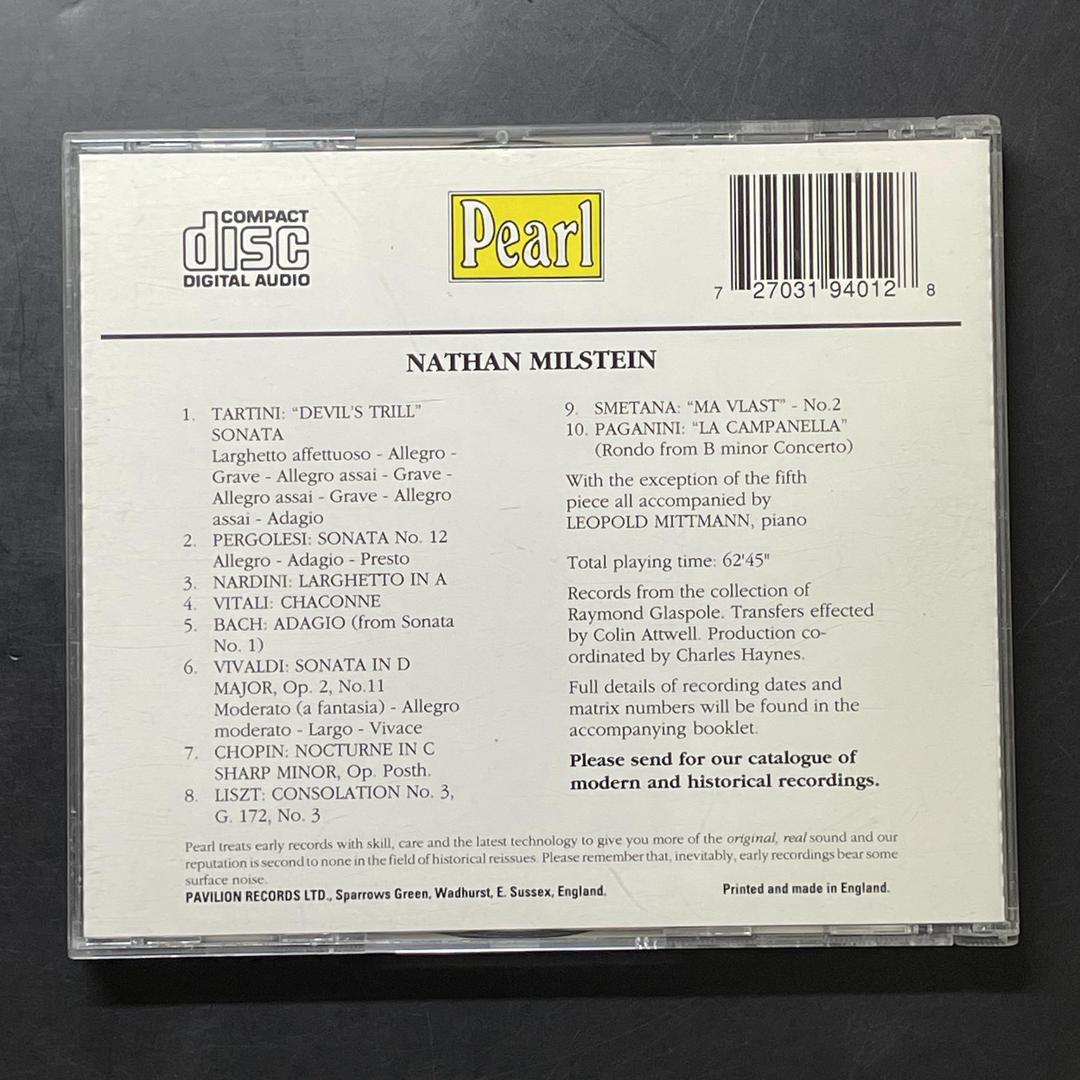 COMPACT
disc
DIGITAL AUDIO
Pearl
7 27031 94012 8
NATHAN MILSTEIN
1. TARTINI: “DEVIL’S TRILL”
SONATA
Larghetto affettuoso - Allegro -
Grave - Allegro assai - Grave -
Allegro assai - Grave - Allegro
assai - Adagio
2. PERGOLESI: SONATA No. 12
Allegro - Adagio - Presto
3. NARDINI: LARGHETTO IN A
4. VITALI: CHACONNE
5. BACH: ADAGIO (from Sonata
No. 1)
6. VIVALDI: SONATA IN D
MAJOR, Op. 2, No.11
Moderato (a fantasia) - Allegro
moderato - Largo - Vivace
7. CHOPIN: NOCTURNE IN C
SHARP MINOR, Op. Posth.
8. LISZT: CONSOLATION No. 3,
G. 172, No. 3
9. SMETANA: “MA VLAST” - No.2
10. PAGANINI: “LA CAMPANELLA”
(Rondo from B minor Concerto)
With the exception of the fifth
piece all accompanied by
LEOPOLD MITTMANN, piano
Total playing time: 62'45"
Records from the collection of
Raymond Glaspole. Transfers effected
by Colin Attwell. Production co-
ordinated by Charles Haynes.
Full details of recording dates and
matrix numbers will be found in the
accompanying booklet.
Please send for our catalogue of
modern and historical recordings.
Pearl treats early records with skill, care and the latest technology to give you more of the original, real sound and our
reputation is second to none in the field of historical reissues. Please remember that, inevitably, early recordings bear some
surface noise.
PAVILION RECORDS LTD., Sparrows Green, Wadhurst, E. Sussex, England.
Printed and made in England.